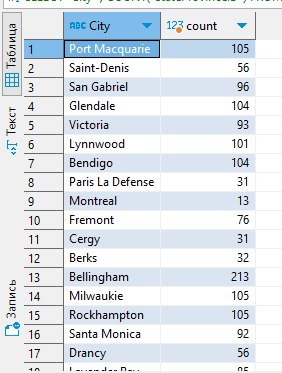 Таблица
Текст
Запись
ABC City
123 count
1 Port Macquarie 105
2 Saint-Denis 56
3 San Gabriel 96
4 Glendale 104
5 Victoria 93
6 Lynnwood 101
7 Bendigo 104
8 Paris La Defense 31
9 Montreal 13
10 Fremont 76
11 Cergy 31
12 Berks 32
13 Bellingham 213
14 Milwaukie 105
15 Rockhampton 105
16 Santa Monica 92
17 Drancy 56